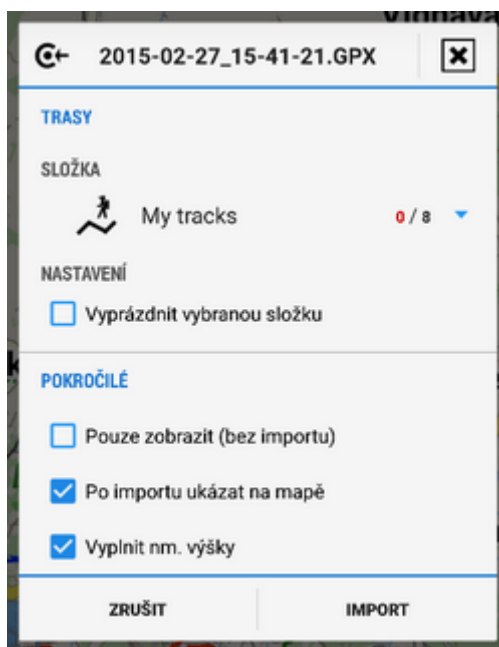 Vidnava
2015-02-27_15-41-21.GPX
TRASY
SLOŽKA
My tracks 0 / 8
NASTAVENÍ
Vyprázdnit vybranou složku
POKROČILÉ
Pouze zobrazit (bez importu)
Po importu ukázat na mapě
Vyplnit nm. výšky
ZRUŠIT IMPORT